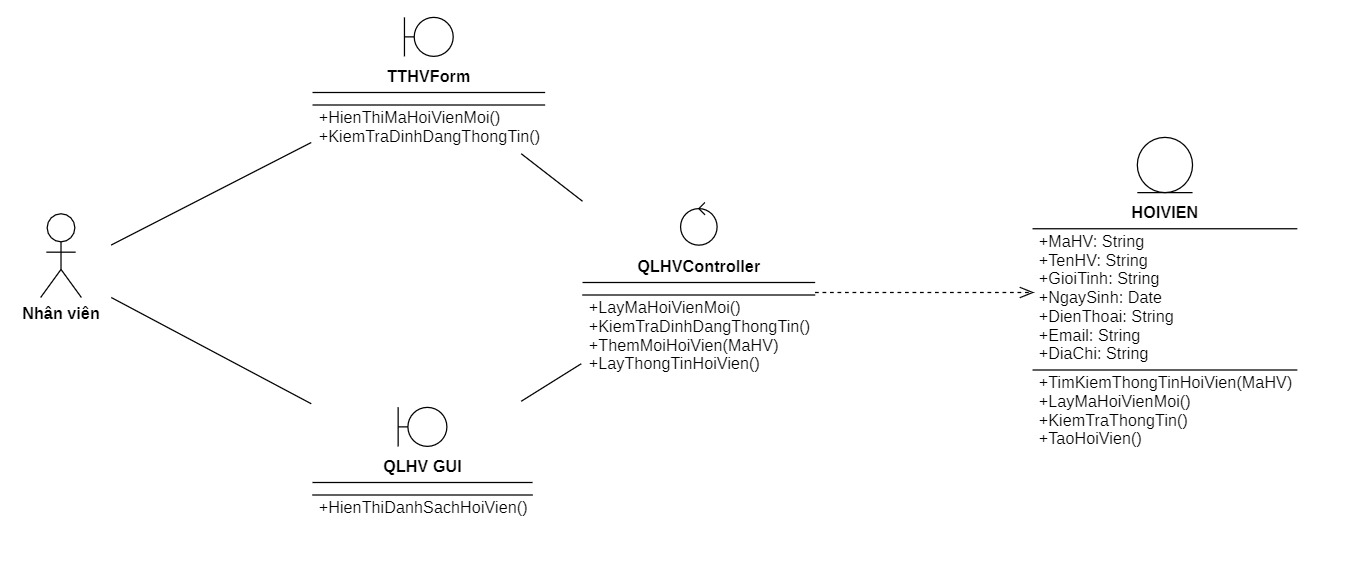 TTHVForm
+HienThiMaHoiVienMoi()
+KiemTraDinhDangThongTin()
Nhân viên
QLHV GUI
+HienThiDanhSachHoiVien()
QLHVController
+LayMaHoiVienMoi()
+KiemTraDinhDangThongTin()
+ThemMoiHoiVien(MaHV)
+LayThongTinHoiVien()
HOIVIEN
+MaHV: String
+TenHV: String
+GioiTinh: String
+NgaySinh: Date
+DienThoai: String
+Email: String
+DiaChi: String
+TimKiemThongTinHoiVien(MaHV)
+LayMaHoiVienMoi()
+KiemTraThongTin()
+TaoHoiVien()